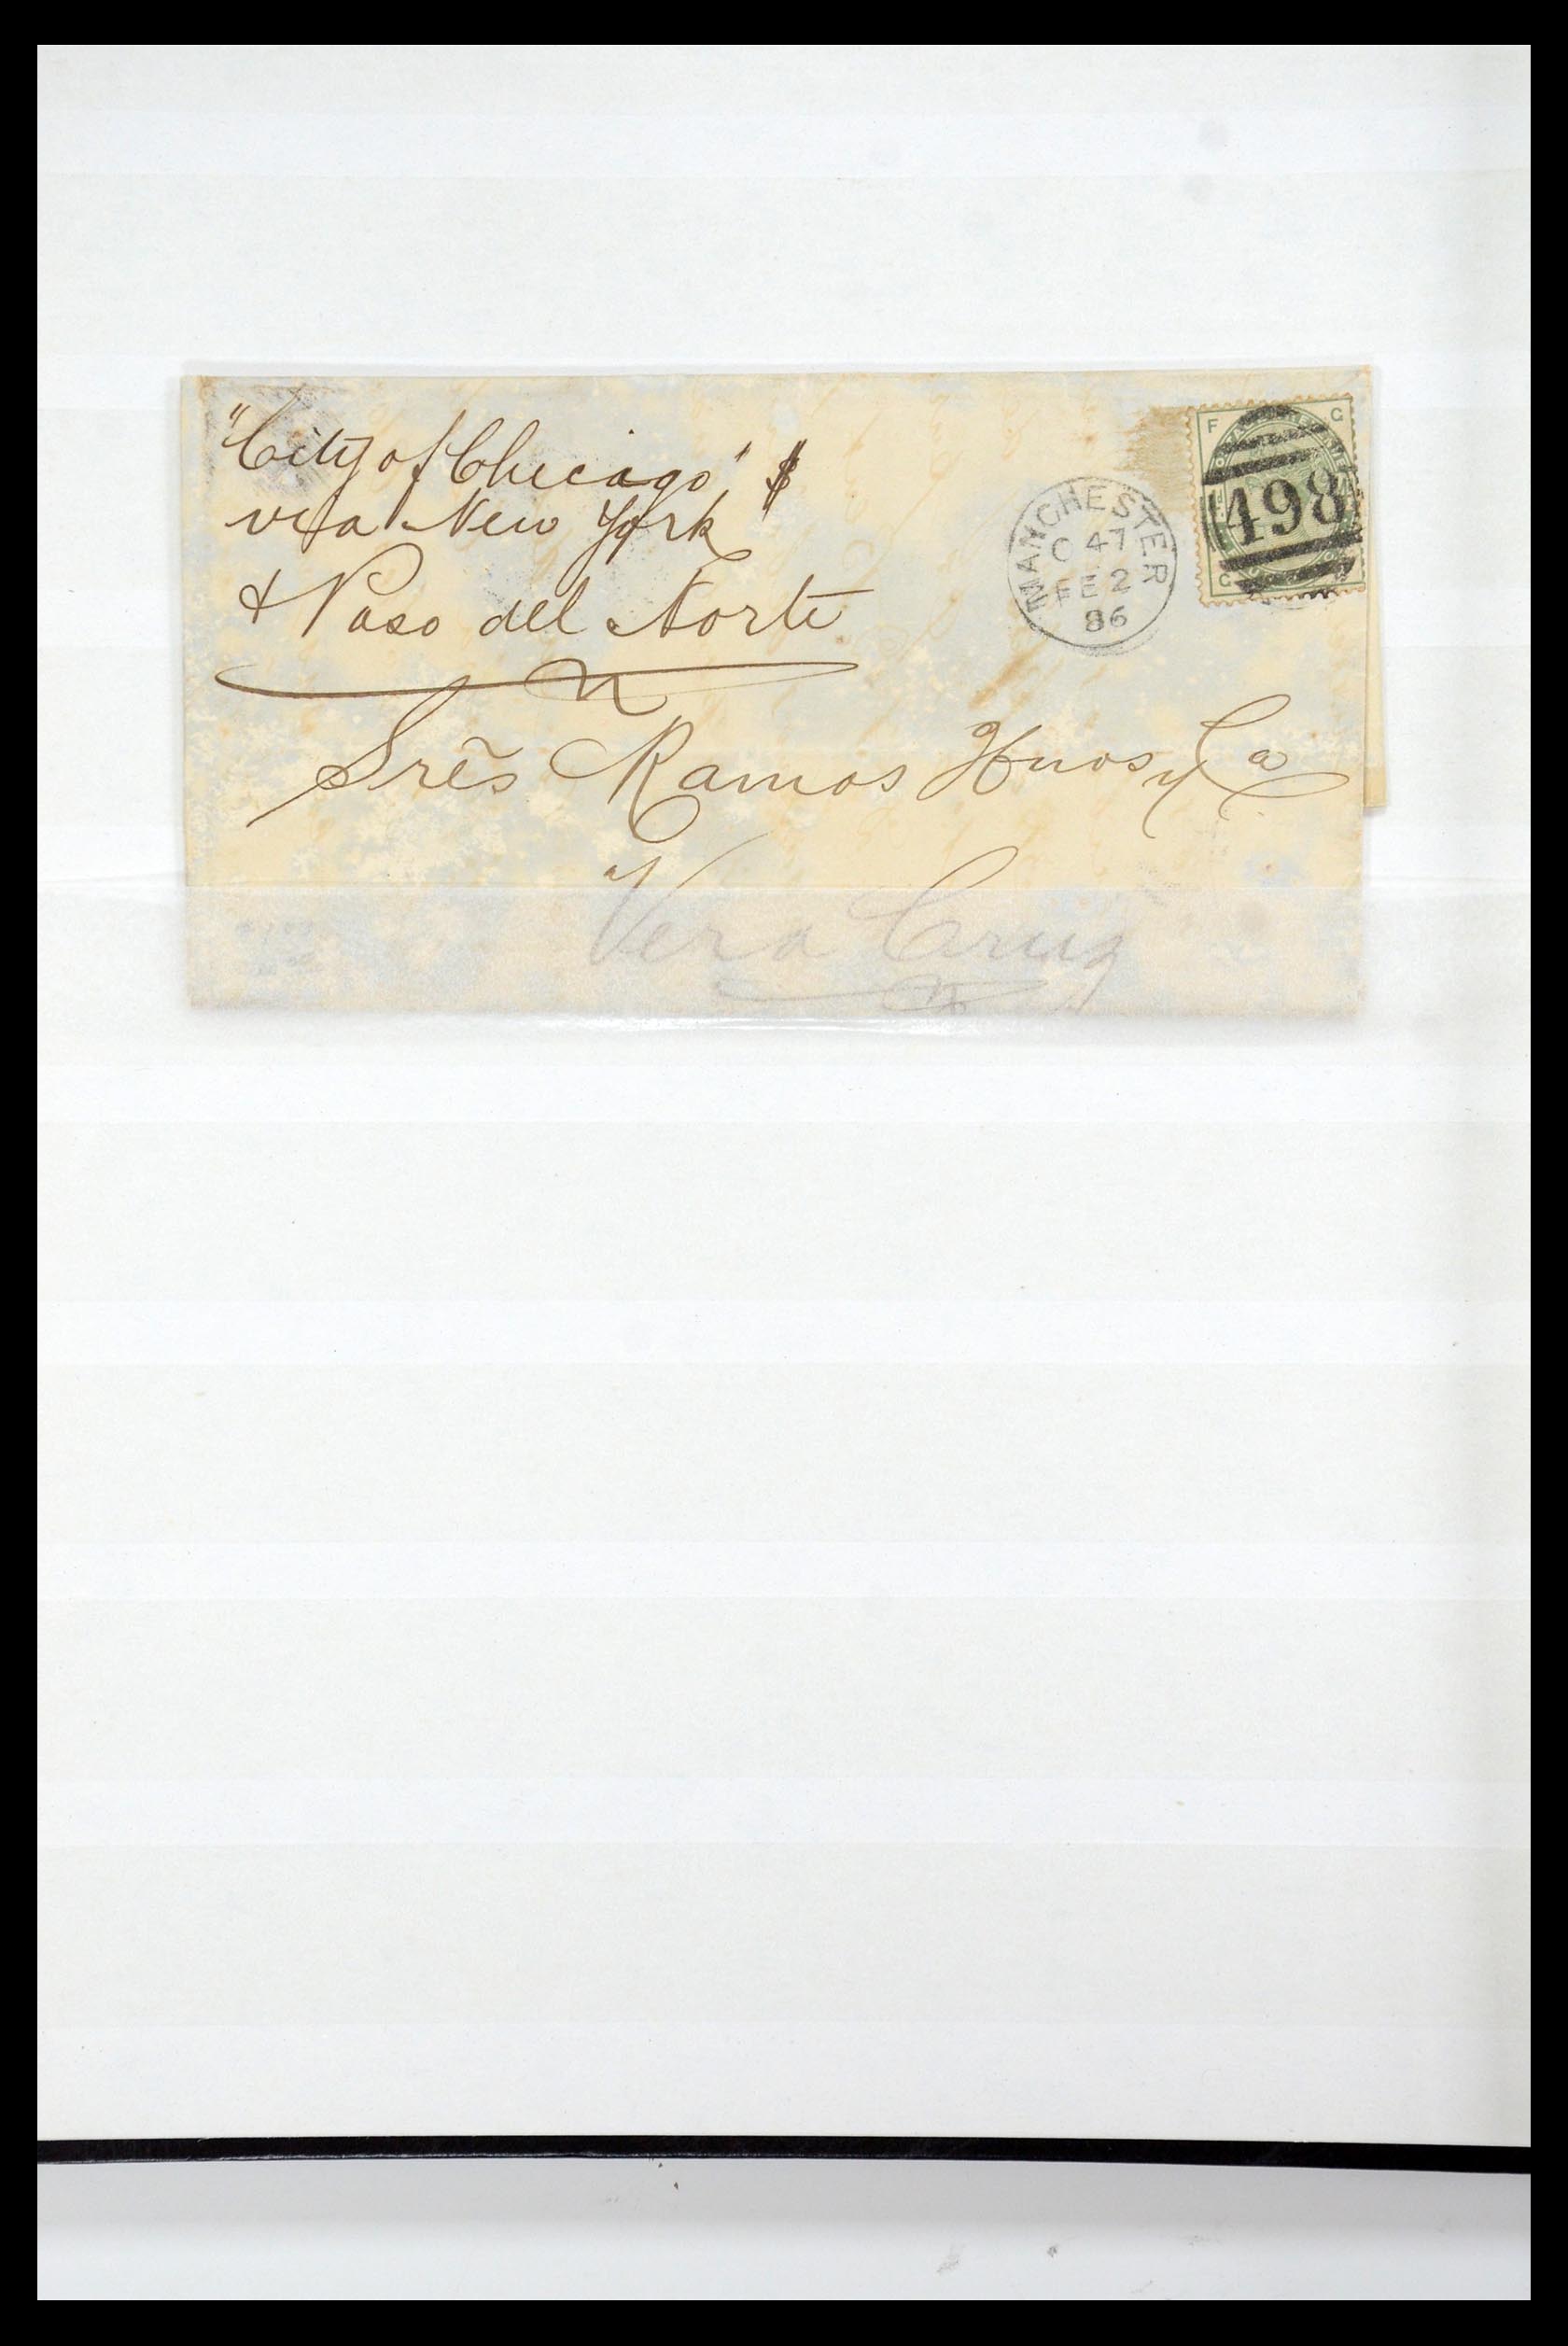 "City of Chicago" $
via New York
& Paso del Norte
Srẽs Ramos Hnos y Ca
Vera Cruz
MANCHESTER
C 47
FE 2
86
F G
498
G